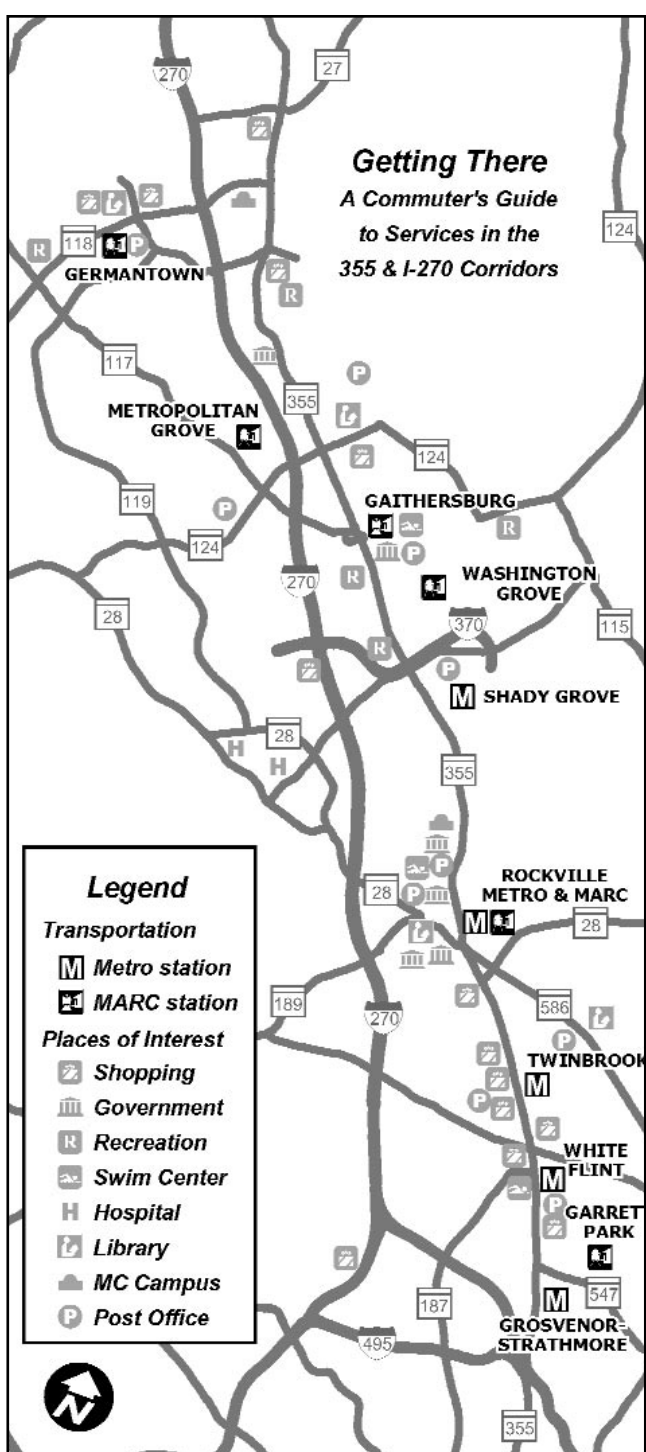 270
27
Getting There
A Commuter's Guide
to Services in the
355 & I-270 Corridors
124
118
GERMANTOWN
117
355
METROPOLITAN
GROVE
124
119
GAITHERSBURG
124
270
WASHINGTON
GROVE
28
370
115
SHADY GROVE
28
355
Legend
Transportation
M Metro station
MARC station
Places of Interest
Shopping
Government
R Recreation
Swim Center
H Hospital
Library
MC Campus
P Post Office
28
ROCKVILLE
METRO & MARC
28
189
270
586
TWINBROOK
WHITE
FLINT
GARRETT
PARK
187
547
GROSVENOR-
STRATHMORE
495
355
N